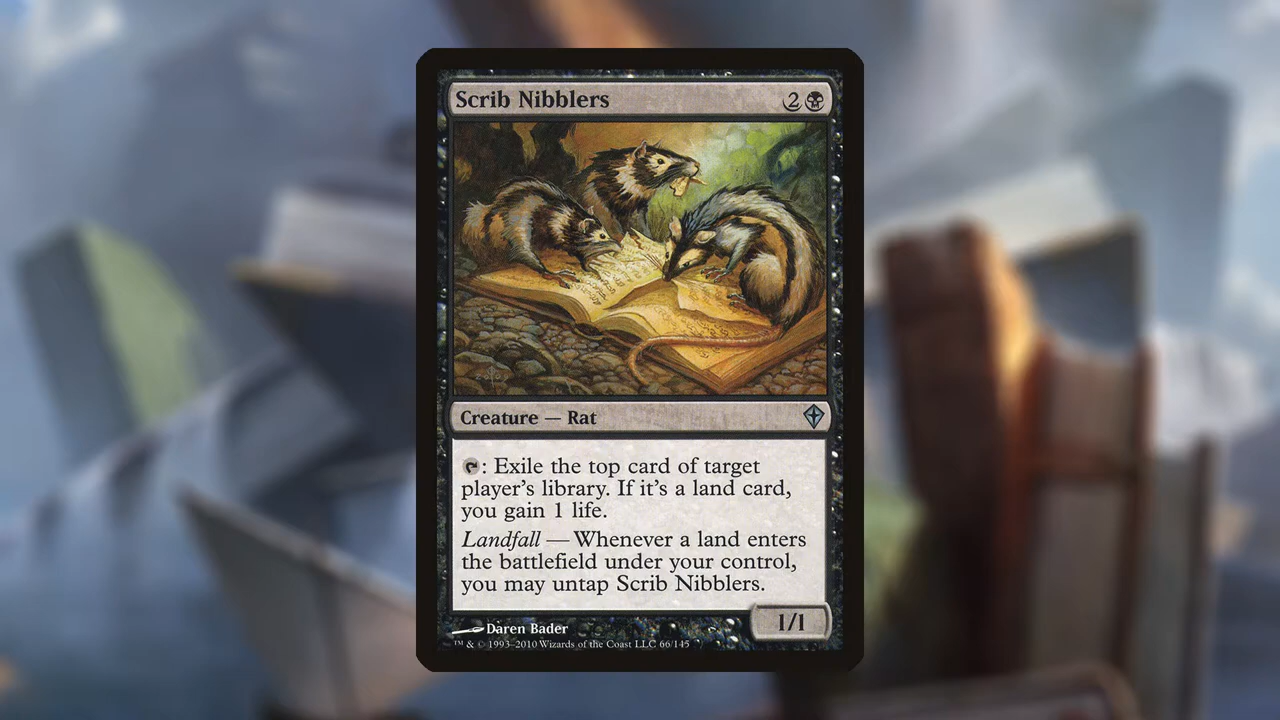 Scrib Nibblers 2
Creature — Rat
: Exile the top card of target
player's library. If it's a land card,
you gain 1 life.
Landfall — Whenever a land enters
the battlefield under your control,
you may untap Scrib Nibblers.
1/1
Daren Bader
™ & © 1993–2010 Wizards of the Coast LLC 66/145